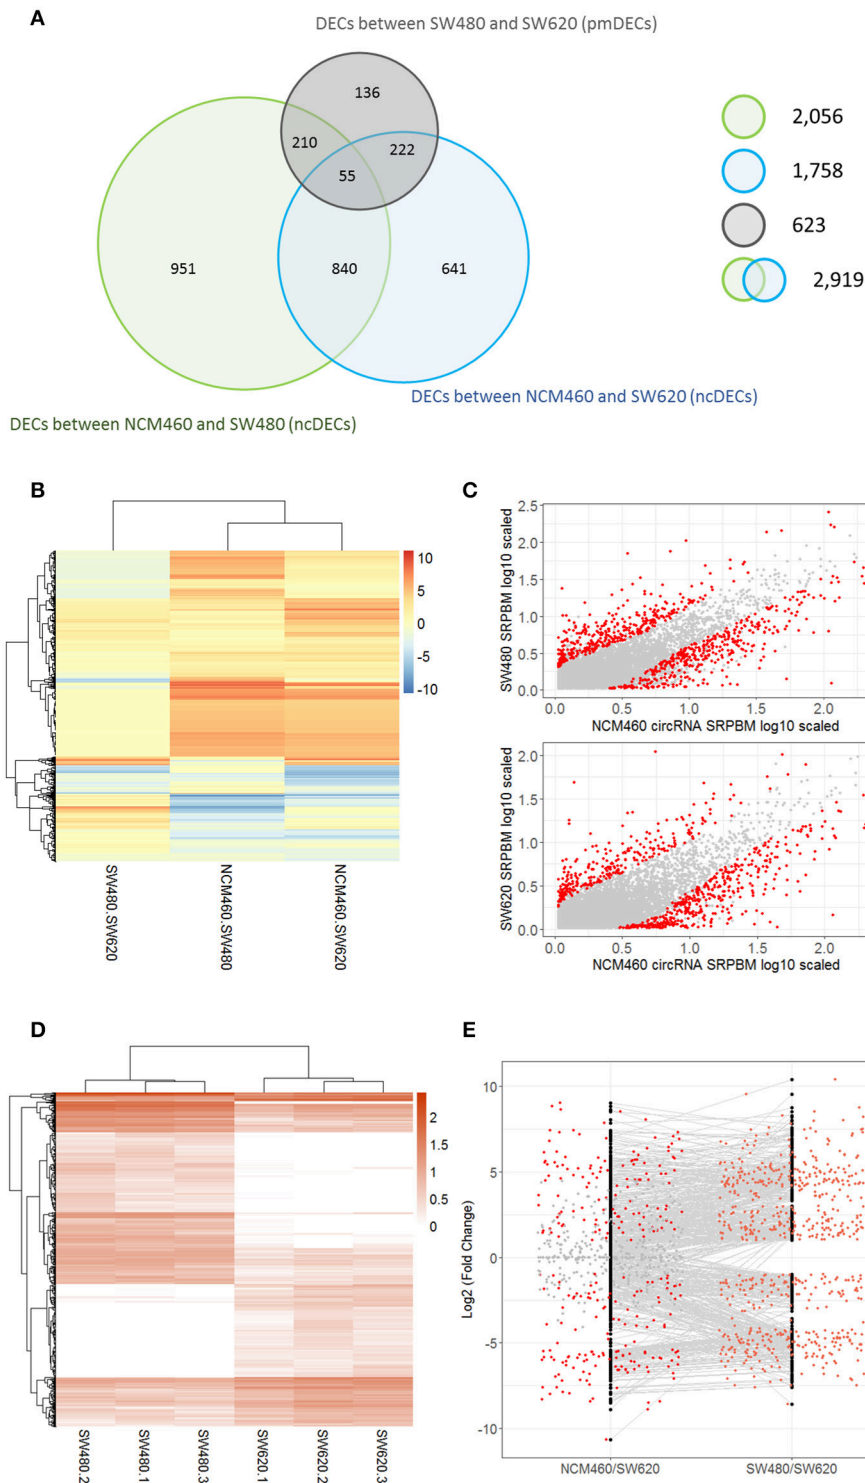 A
DECs between SW480 and SW620 (pmDECs)
136
210
222
55
951
840
641
2,056
1,758
623
2,919
DECs between NCM460 and SW620 (ncDECs)
DECs between NCM460 and SW480 (ncDECs)
B
10
5
0
-5
-10
SW480.SW620
NCM460.SW480
NCM460.SW620
C
SW480 SRPBM log10 scaled
2.5
2.0
1.5
1.0
0.5
0.0
0.0 0.5 1.0 1.5 2.0
NCM460 circRNA SRPBM log10 scaled
SW620 SRPBM log10 scaled
2.0
1.5
1.0
0.5
0.0
0.0 0.5 1.0 1.5 2.0
NCM460 circRNA SRPBM log10 scaled
D
2
1.5
1
0.5
0
SW480.2
SW480.1
SW480.3
SW620.1
SW620.2
SW620.3
E
Log2 (Fold Change)
10
5
0
-5
-10
NCM460/SW620
SW480/SW620